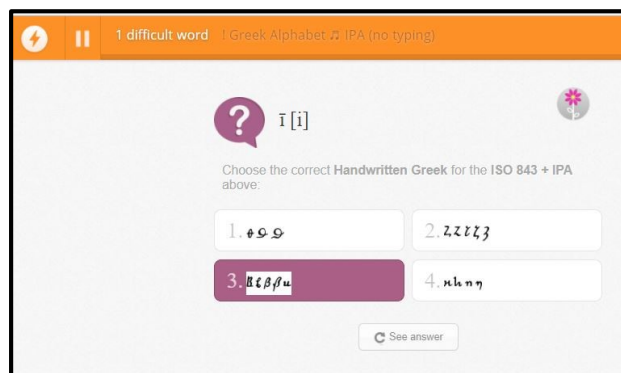 1 difficult word ! Greek Alphabet ♫ IPA (no typing)
?
ī [i]
Choose the correct Handwritten Greek for the ISO 843 + IPA
above:
1.
2.
3.
4.
See answer